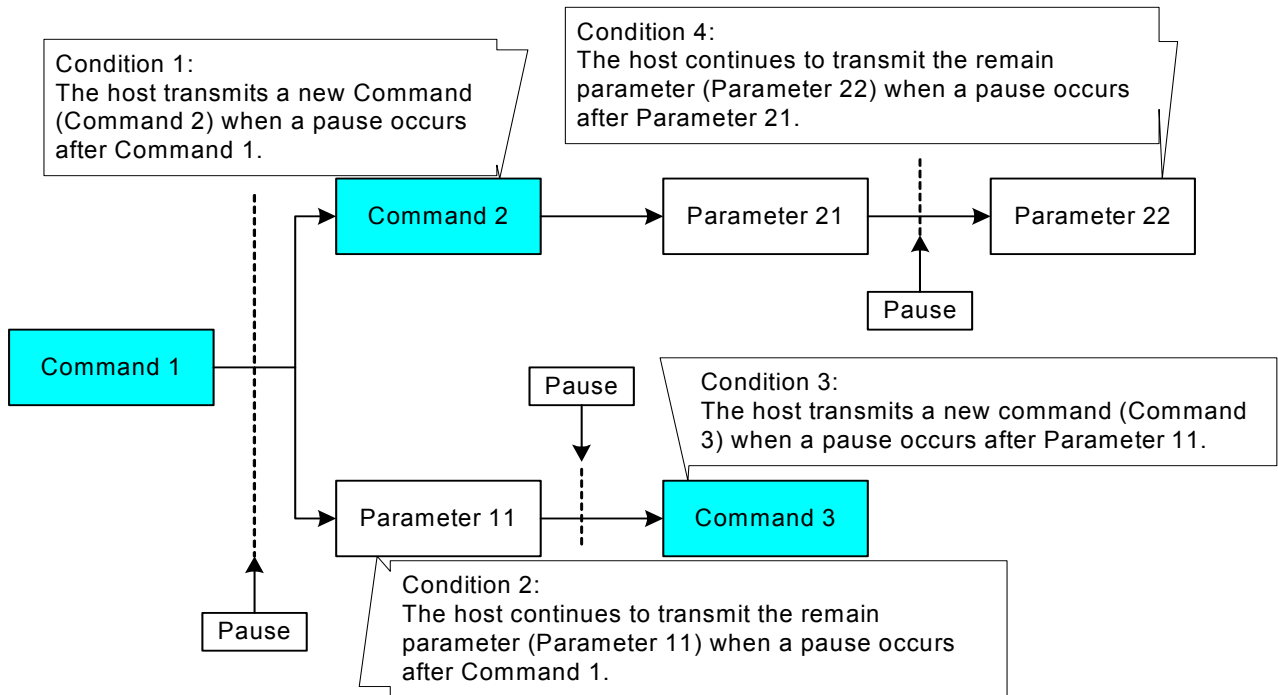 Condition 1:
The host transmits a new Command
(Command 2) when a pause occurs
after Command 1.
Condition 4:
The host continues to transmit the remain
parameter (Parameter 22) when a pause occurs
after Parameter 21.
Command 2
Parameter 21
Parameter 22
Pause
Command 1
Pause
Condition 3:
The host transmits a new command (Command
3) when a pause occurs after Parameter 11.
Parameter 11
Command 3
Pause
Condition 2:
The host continues to transmit the remain
parameter (Parameter 11) when a pause occurs
after Command 1.